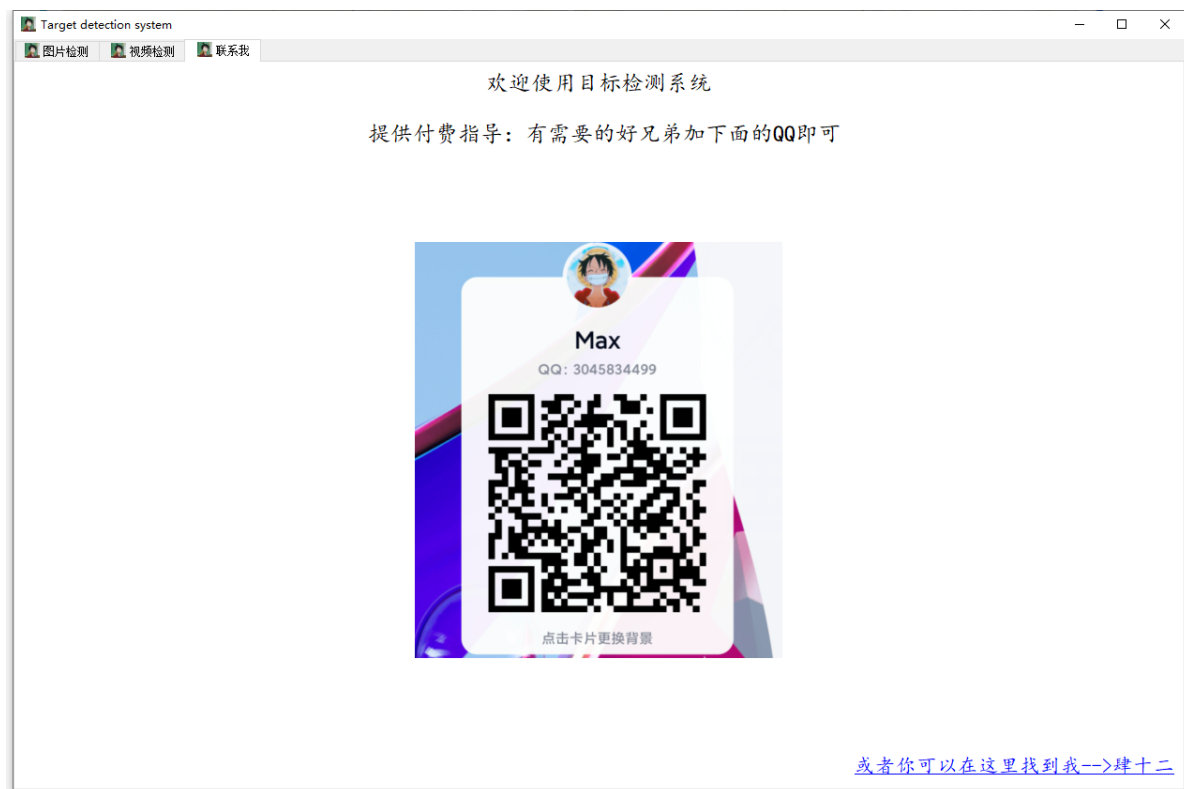 Target detection system
图片检测 视频检测 联系我
欢迎使用目标检测系统
提供付费指导：有需要的好兄弟加下面的QQ即可
Max
QQ: 3045834499
点击卡片更换背景
或者你可以在这里找到我-->肆十二